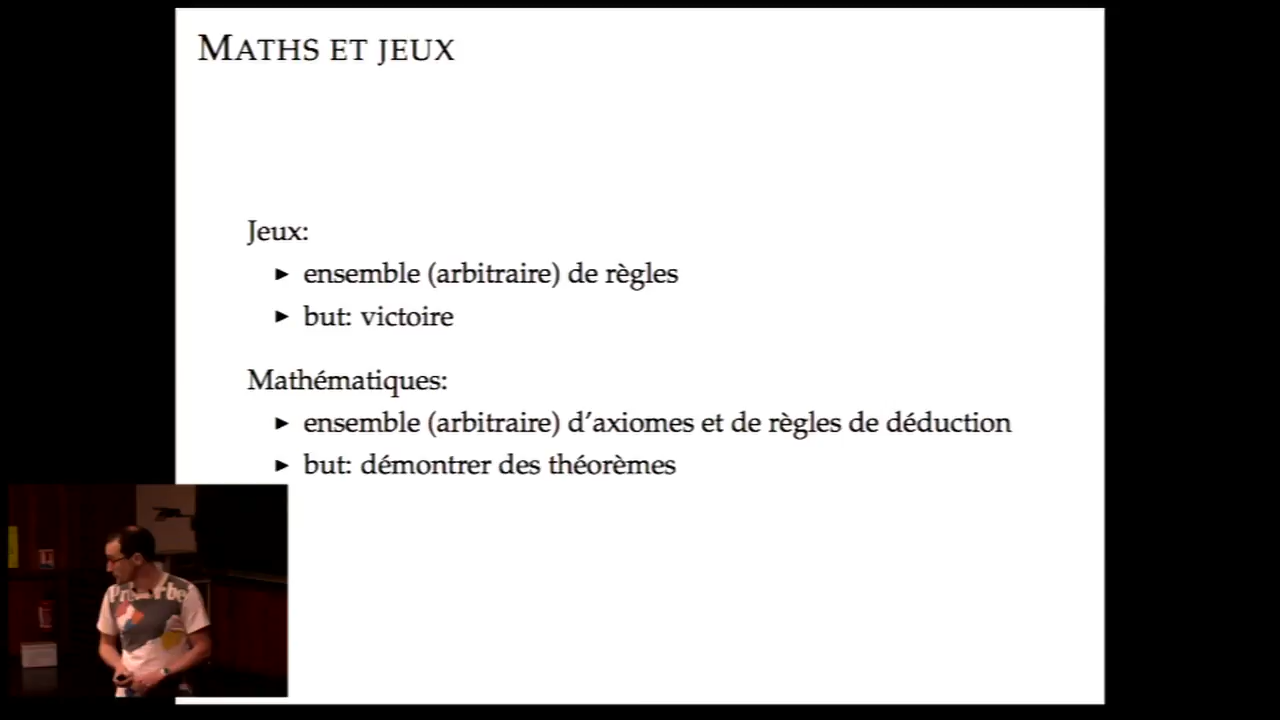 MATHS ET JEUX
Jeux:
► ensemble (arbitraire) de règles
► but: victoire
Mathématiques:
► ensemble (arbitraire) d'axiomes et de règles de déduction
► but: démontrer des théorèmes